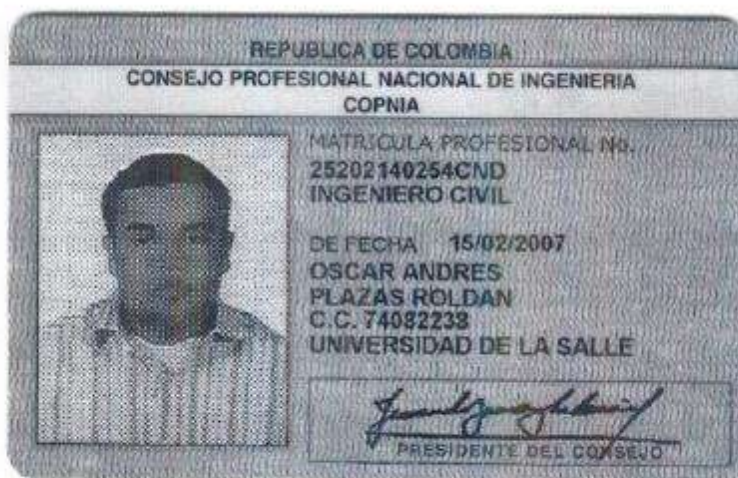 REPUBLICA DE COLOMBIA
CONSEJO PROFESIONAL NACIONAL DE INGENIERIA
COPNIA
MATRICULA PROFESIONAL No.
25202140254CND
INGENIERO CIVIL
DE FECHA 15/02/2007
OSCAR ANDRES
PLAZAS ROLDAN
C.C. 74082238
UNIVERSIDAD DE LA SALLE
PRESIDENTE DEL CONSEJO